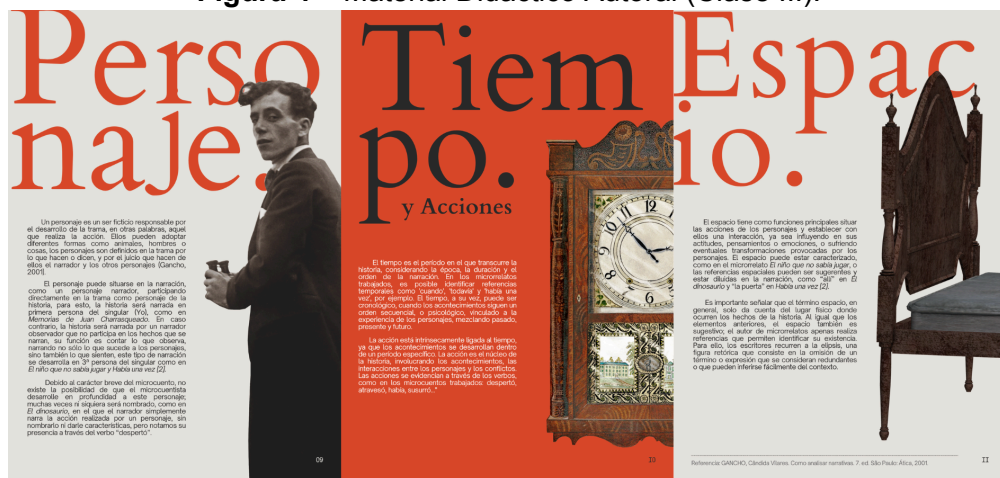 Figura 4 – Material Didáctico Autoral (Clase III).
Perso
naje.
Un personaje es un ser ficticio responsable por
el desarrollo de la trama, en otras palabras, aquel
que realiza la acción. Ellos pueden adoptar
diferentes formas como animales, hombres o
cosas, los personajes son definidos en la trama por
lo que hacen o dicen, y por el juicio que hacen de
ellos el narrador y los otros personajes (Gancho,
2001).
El personaje puede situarse en la narración,
como un personaje narrador, participando
directamente en la trama como personaje de la
historia, para esto, la historia será narrada en
primera persona del singular (Yo), como en
Memorias de Juan Charrasqueado. En caso
contrario, la historia será narrada por un narrador
observador que no participa en los hechos que se
narran, su función es contar lo que observa,
narrando no sólo lo que sucede a los personajes,
sino también lo que sienten, este tipo de narración
se desarrolla en 3ª persona del singular como en
El niño que no sabía jugar y Había una vez [2].
Debido al carácter breve del microcuento, no
existe la posibilidad de que el microcuentista
desarrolle en profundidad a este personaje;
muchas veces ni siquiera será nombrado, como en
El dinosaurio, en el que el narrador simplemente
narra la acción realizada por un personaje, sin
nombrarlo ni darle características, pero notamos su
presencia a través del verbo “despertó”.
09
Tiem
po.
y Acciones
El tiempo es el período en el que transcurre la
historia, considerando la época, la duración y el
orden de la narración. En los microrrelatos
trabajados, es posible identificar referencias
temporales como 'cuando', 'todavía' y 'había una
vez', por ejemplo. El tiempo, a su vez, puede ser
cronológico, cuando los acontecimientos siguen un
orden secuencial, o psicológico, vinculado a la
experiencia de los personajes, mezclando pasado,
presente y futuro.
La acción está intrínsecamente ligada al tiempo,
ya que los acontecimientos se desarrollan dentro
de un período específico. La acción es el núcleo de
la historia, involucrando los acontecimientos, las
interacciones entre los personajes y los conflictos.
Las acciones se evidencian a través de los verbos,
como en los microcuentos trabajados: despertó,
atravesó, había, susurró..."
10
Espac
io.
El espacio tiene como funciones principales situar
las acciones de los personajes y establecer con
ellos una interacción, ya sea influyendo en sus
actitudes, pensamientos o emociones, o sufriendo
eventuales transformaciones provocadas por los
personajes. El espacio puede estar caracterizado,
como en el microrrelato El niño que no sabía jugar, o
las referencias espaciales pueden ser sugerentes y
estar diluidas en la narración, como "allí" en El
dinosaurio y "la puerta" en Había una vez [2].
Es importante señalar que el término espacio, en
general, solo da cuenta del lugar físico donde
ocurren los hechos de la historia. Al igual que los
elementos anteriores, el espacio también es
sugestivo; el autor de microrrelatos apenas realiza
referencias que permiten identificar su existencia.
Para ello, los escritores recurren a la elipsis, una
figura retórica que consiste en la omisión de un
término o expresión que se consideran redundantes
o que pueden inferirse fácilmente del contexto.
Referencia: GANCHO, Cândida Vilares. Como analisar narrativas. 7. ed. São Paulo: Ática, 2001.
11